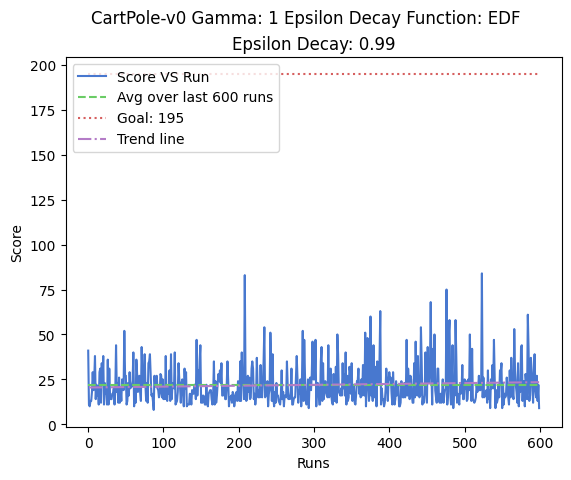 CartPole-v0 Gamma: 1 Epsilon Decay Function: EDF
Epsilon Decay: 0.99
Score VS Run
Avg over last 600 runs
Goal: 195
Trend line
200
175
150
125
100
75
50
25
0
Score
0
100
200
300
400
500
600
Runs